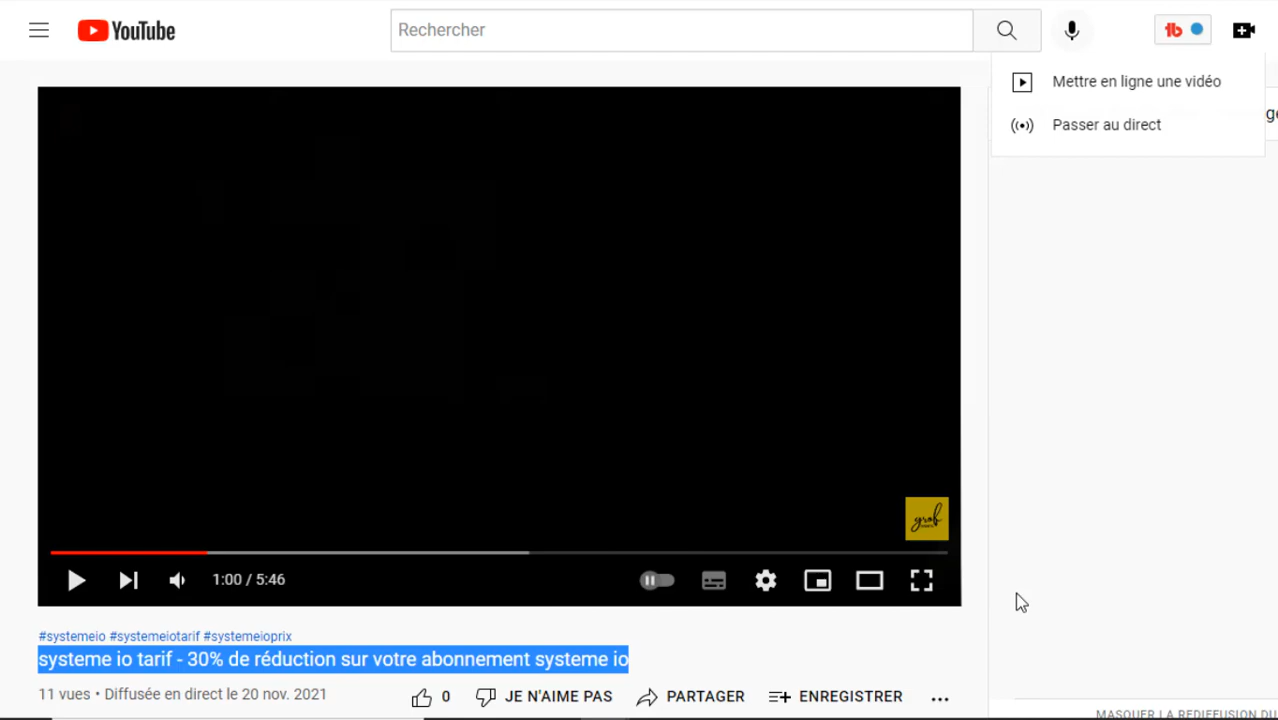 YouTube
Rechercher
Mettre en ligne une vidéo
Passer au direct
1:00 / 5:46
#systemeio #systemeiotarif #systemeioprix
systeme io tarif - 30% de réduction sur votre abonnement systeme io
11 vues • Diffusée en direct le 20 nov. 2021
0
JE N'AIME PAS
PARTAGER
ENREGISTRER
MASQUER LA REDIFFUSION DU